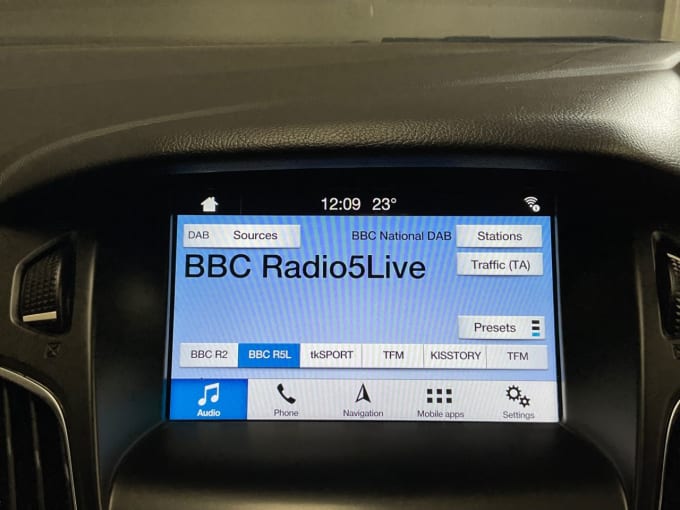 12:09 23°
DAB Sources BBC National DAB Stations
BBC Radio5Live
Traffic (TA)
Presets
BBC R2 BBC R5L tkSPORT TFM KISSTORY TFM
Audio Phone Navigation Mobile apps Settings